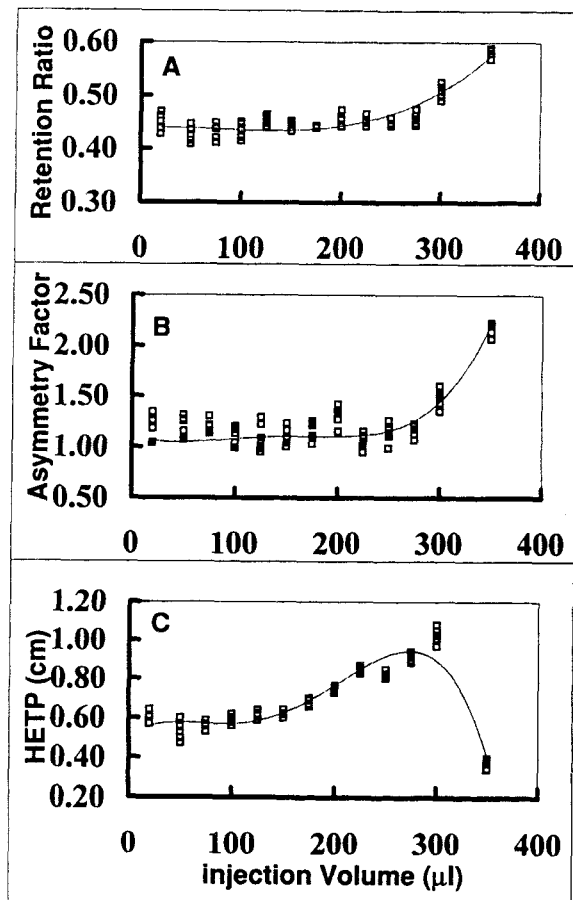 0.60
A
0.50
0.40
0.30
Retention Ratio
0 100 200 300 400
2.50
B
2.00
1.50
1.00
0.50
Asymmetry Factor
0 100 200 300 400
1.20
C
1.00
0.80
0.60
0.40
0.20
HETP (cm)
0 100 200 300 400
injection Volume (μl)